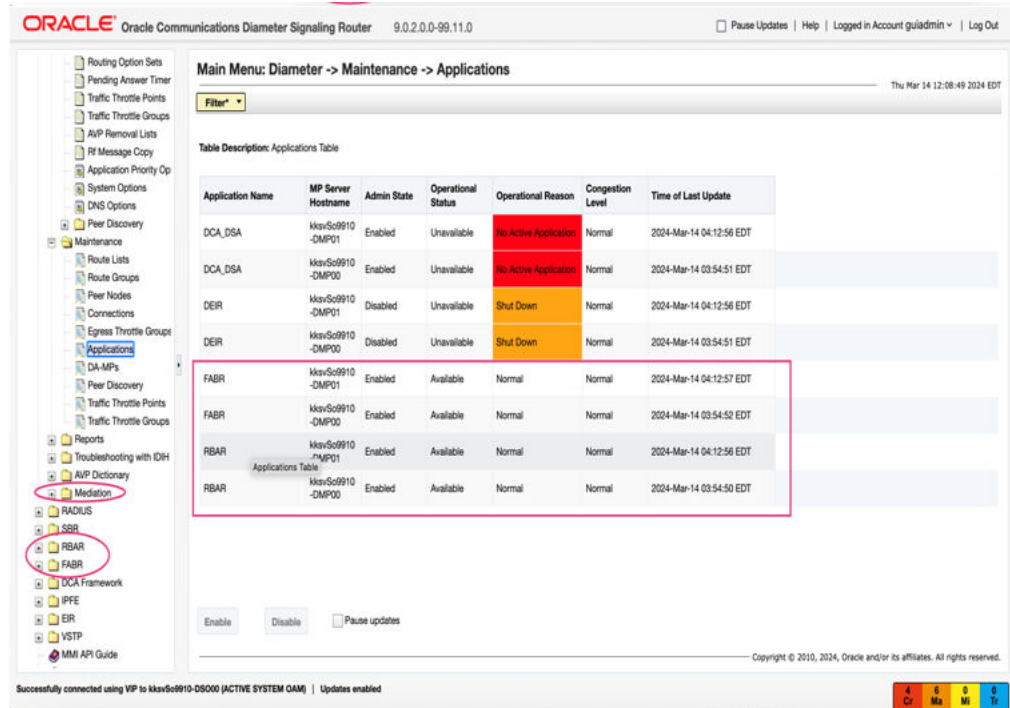 ORACLE Oracle Communications Diameter Signaling Router 9.0.2.0.0-99.11.0 Pause Updates | Help | Logged in Account guiadmin | Log Out
Routing Option Sets
Pending Answer Timer
Traffic Throttle Points
Traffic Throttle Groups
AVP Removal Lists
Rf Message Copy
Application Priority Op
System Options
DNS Options
Peer Discovery
Maintenance
Route Lists
Route Groups
Peer Nodes
Connections
Egress Throttle Groups
Applications
DA-MPs
Peer Discovery
Traffic Throttle Points
Traffic Throttle Groups
Reports
Troubleshooting with IDIH
AVP Dictionary
Mediation
RADIUS
SBR
RBAR
FABR
DCA Framework
IPFE
EIR
VSTP
MMI API Guide
Main Menu: Diameter -> Maintenance -> Applications
Thu Mar 14 12:08:49 2024 EDT
Filter*
Table Description: Applications Table
Application Name MP Server Hostname Admin State Operational Status Operational Reason Congestion Level Time of Last Update
DCA_DSA kksvSo9910-DMP01 Enabled Unavailable No Active Application Normal 2024-Mar-14 04:12:56 EDT
DCA_DSA kksvSo9910-DMP00 Enabled Unavailable No Active Application Normal 2024-Mar-14 03:54:51 EDT
DEIR kksvSo9910-DMP01 Disabled Unavailable Shut Down Normal 2024-Mar-14 04:12:56 EDT
DEIR kksvSo9910-DMP00 Disabled Unavailable Shut Down Normal 2024-Mar-14 03:54:51 EDT
FABR kksvSo9910-DMP01 Enabled Available Normal Normal 2024-Mar-14 04:12:57 EDT
FABR kksvSo9910-DMP00 Enabled Available Normal Normal 2024-Mar-14 03:54:52 EDT
RBAR kksvSo9910-DMP01 Enabled Available Normal Normal 2024-Mar-14 04:12:56 EDT
Applications Table
RBAR kksvSo9910-DMP00 Enabled Available Normal Normal 2024-Mar-14 03:54:50 EDT
Enable Disable Pause updates
Copyright © 2010, 2024, Oracle and/or its affiliates. All rights reserved.
Successfully connected using VIP to kksvSo9910-DSO00 (ACTIVE SYSTEM OAM) | Updates enabled
4 6 0 0
Cr Ma Mi Tr